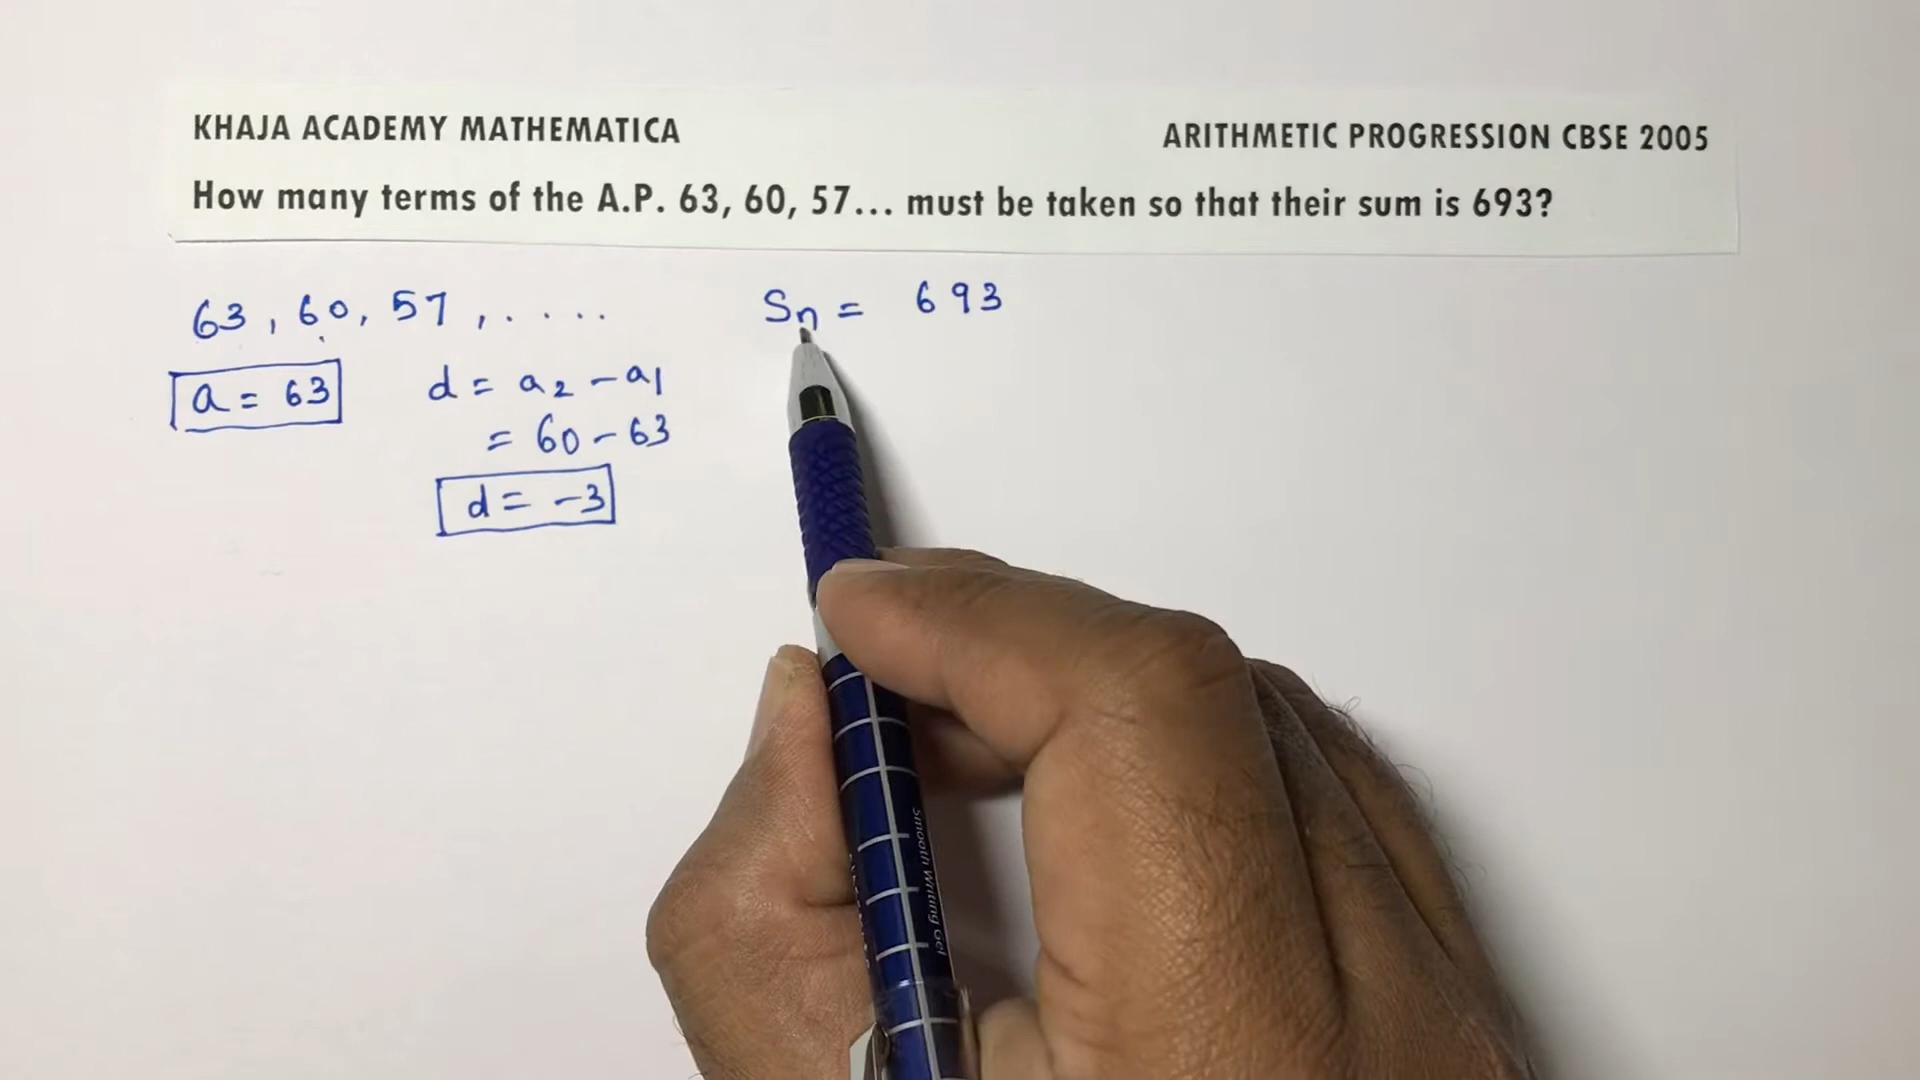 KHAJA ACADEMY MATHEMATICA
ARITHMETIC PROGRESSION CBSE 2005
How many terms of the A.P. 63, 60, 57... must be taken so that their sum is 693?
63, 60, 57, . . . .
Sn = 693
a = 63
d = a2 - a1
= 60 - 63
d = -3
Smooth Writing Gel